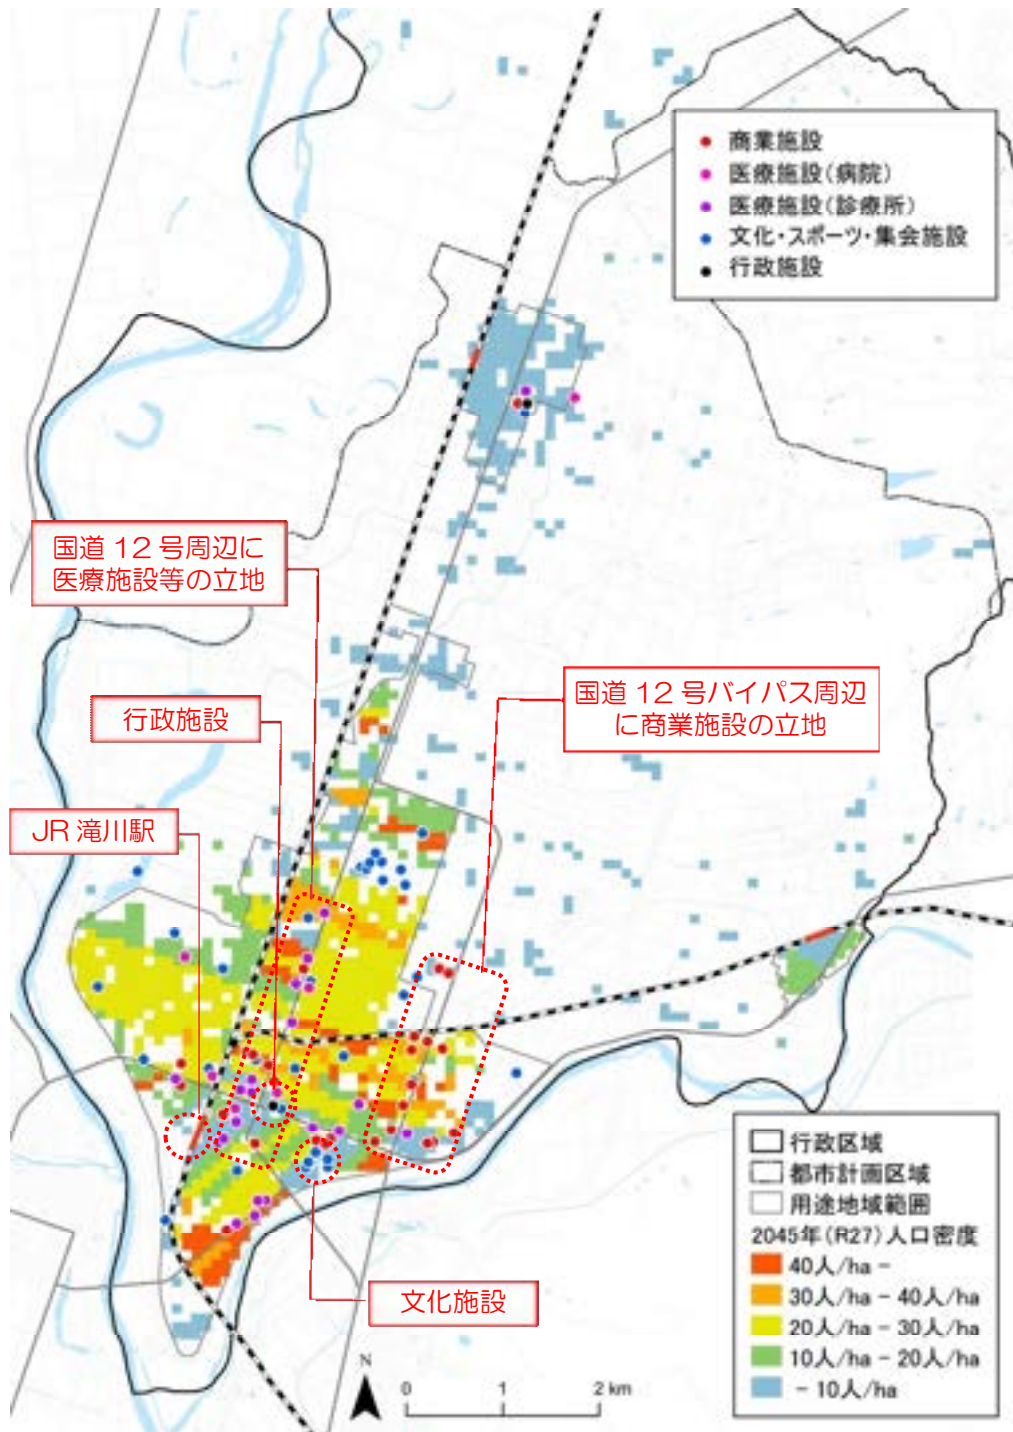 商業施設
医療施設(病院)
医療施設(診療所)
文化・スポーツ・集会施設
行政施設
国道 12 号周辺に
医療施設等の立地
国道 12 号バイパス周辺
に商業施設の立地
行政施設
JR 滝川駅
文化施設
行政区域
都市計画区域
用途地域範囲
2045年(R27)人口密度
40人/ha -
30人/ha - 40人/ha
20人/ha - 30人/ha
10人/ha - 20人/ha
- 10人/ha
N
0 1 2 km